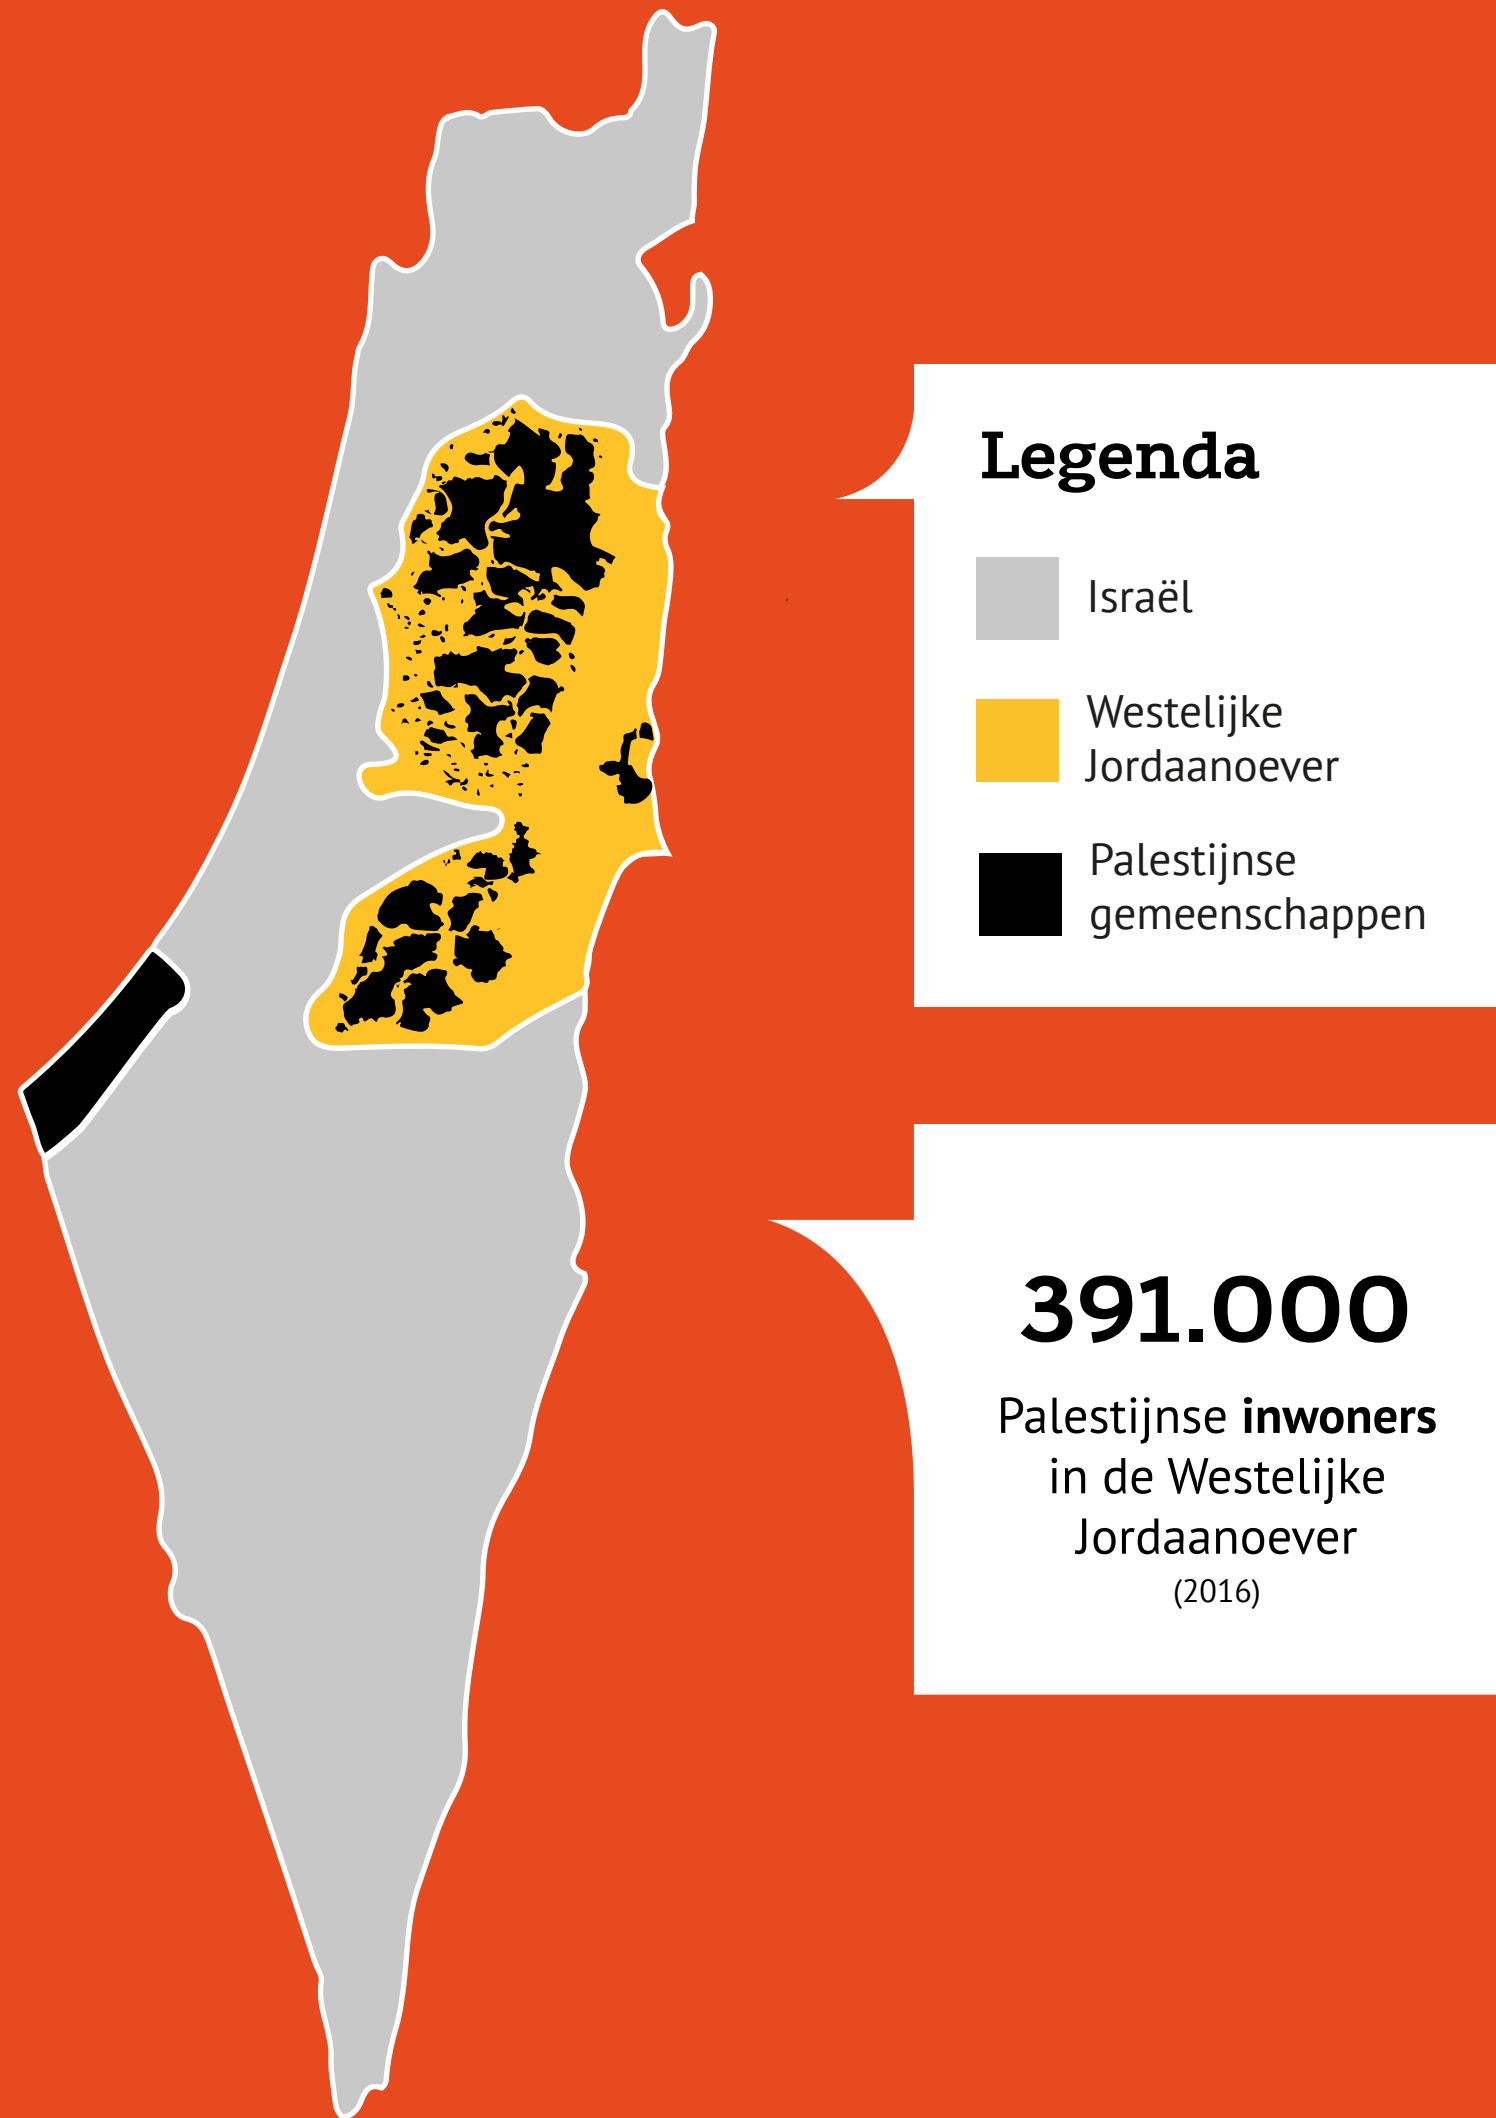 Legenda
Israël
Westelijke
Jordaanoever
Palestijnse
gemeenschappen
391.000
Palestijnse inwoners
in de Westelijke
Jordaanoever
(2016)